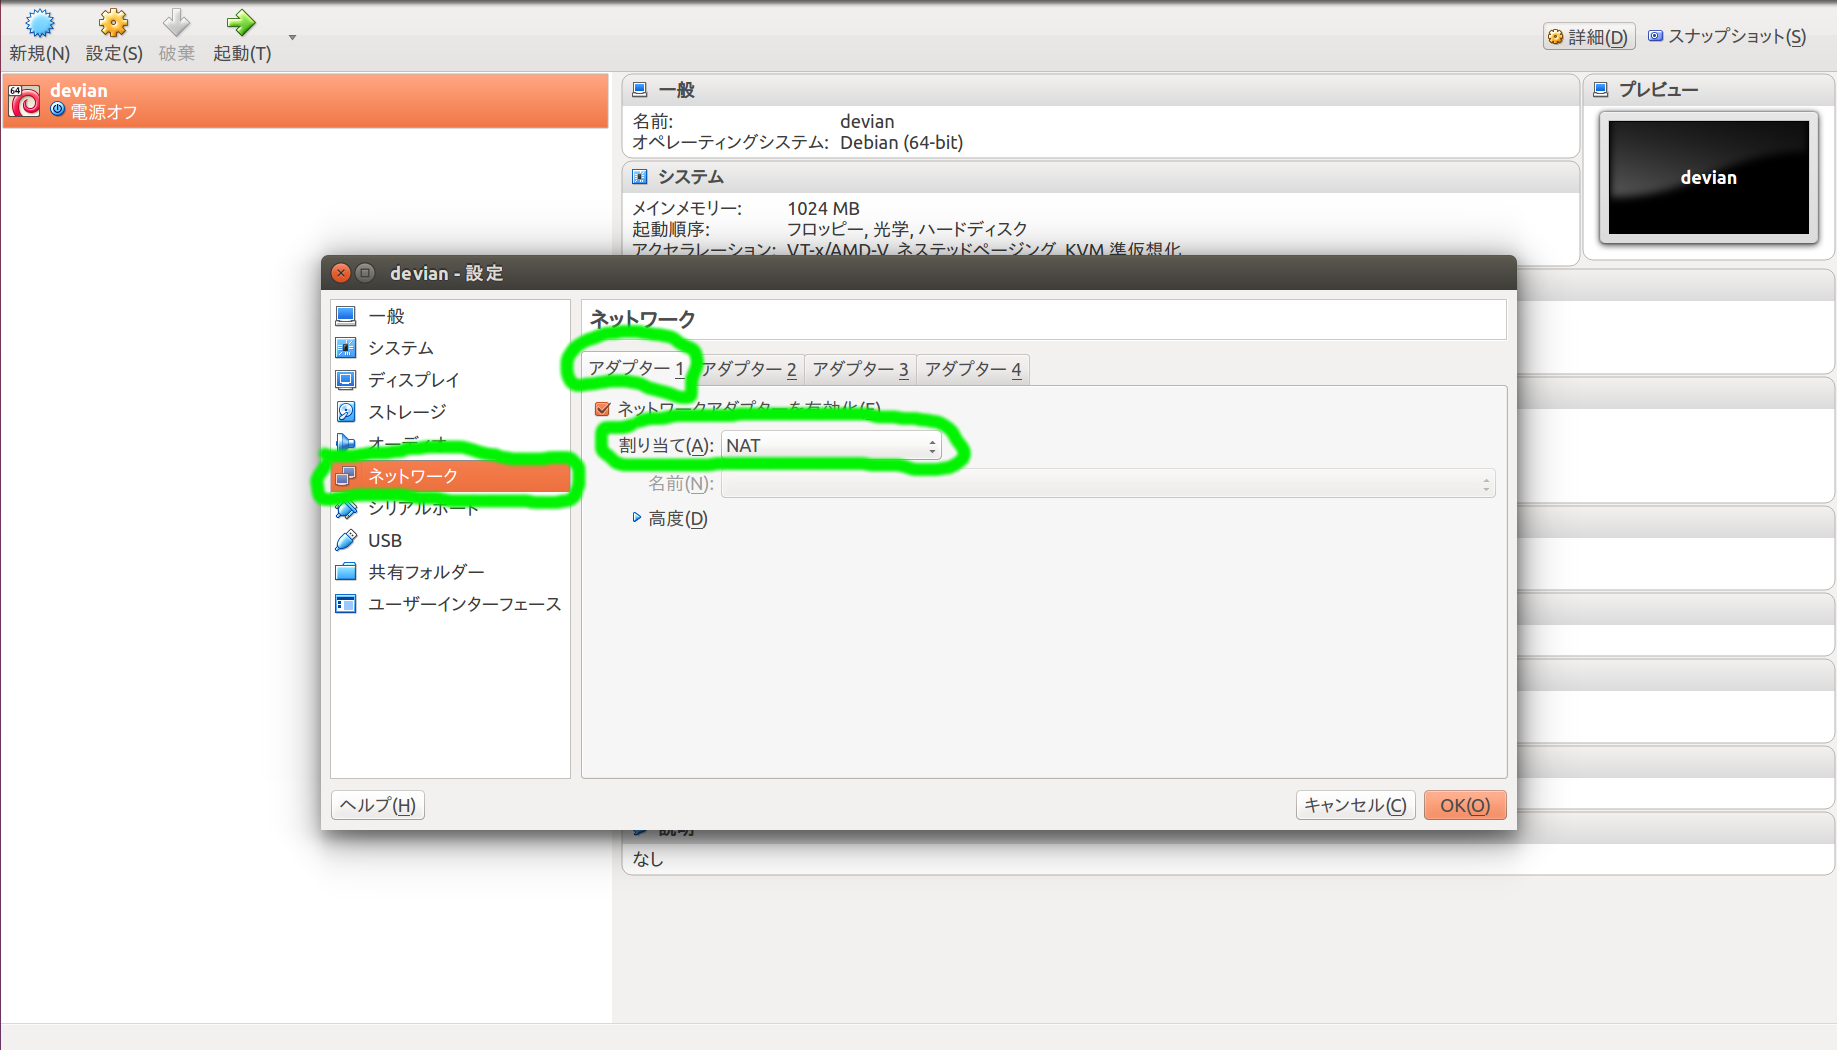 新規(N) 設定(S) 破棄 起動(T)
詳細(D) スナップショット(S)
64
devian
電源オフ
一般
名前: devian
オペレーティングシステム: Debian (64-bit)
システム
メインメモリー: 1024 MB
起動順序: フロッピー, 光学, ハードディスク
アクセラレーション: VT-x/AMD-V, ネステッドページング, KVM 準仮想化
プレビュー
devian
devian - 設定
一般
システム
ディスプレイ
ストレージ
オーディオ
ネットワーク
シリアルポート
USB
共有フォルダー
ユーザーインターフェース
ネットワーク
アダプター 1 アダプター 2 アダプター 3 アダプター 4
ネットワークアダプターを有効化(E)
割り当て(A): NAT
名前(N):
高度(D)
ヘルプ(H) キャンセル(C) OK(O)
説明
なし